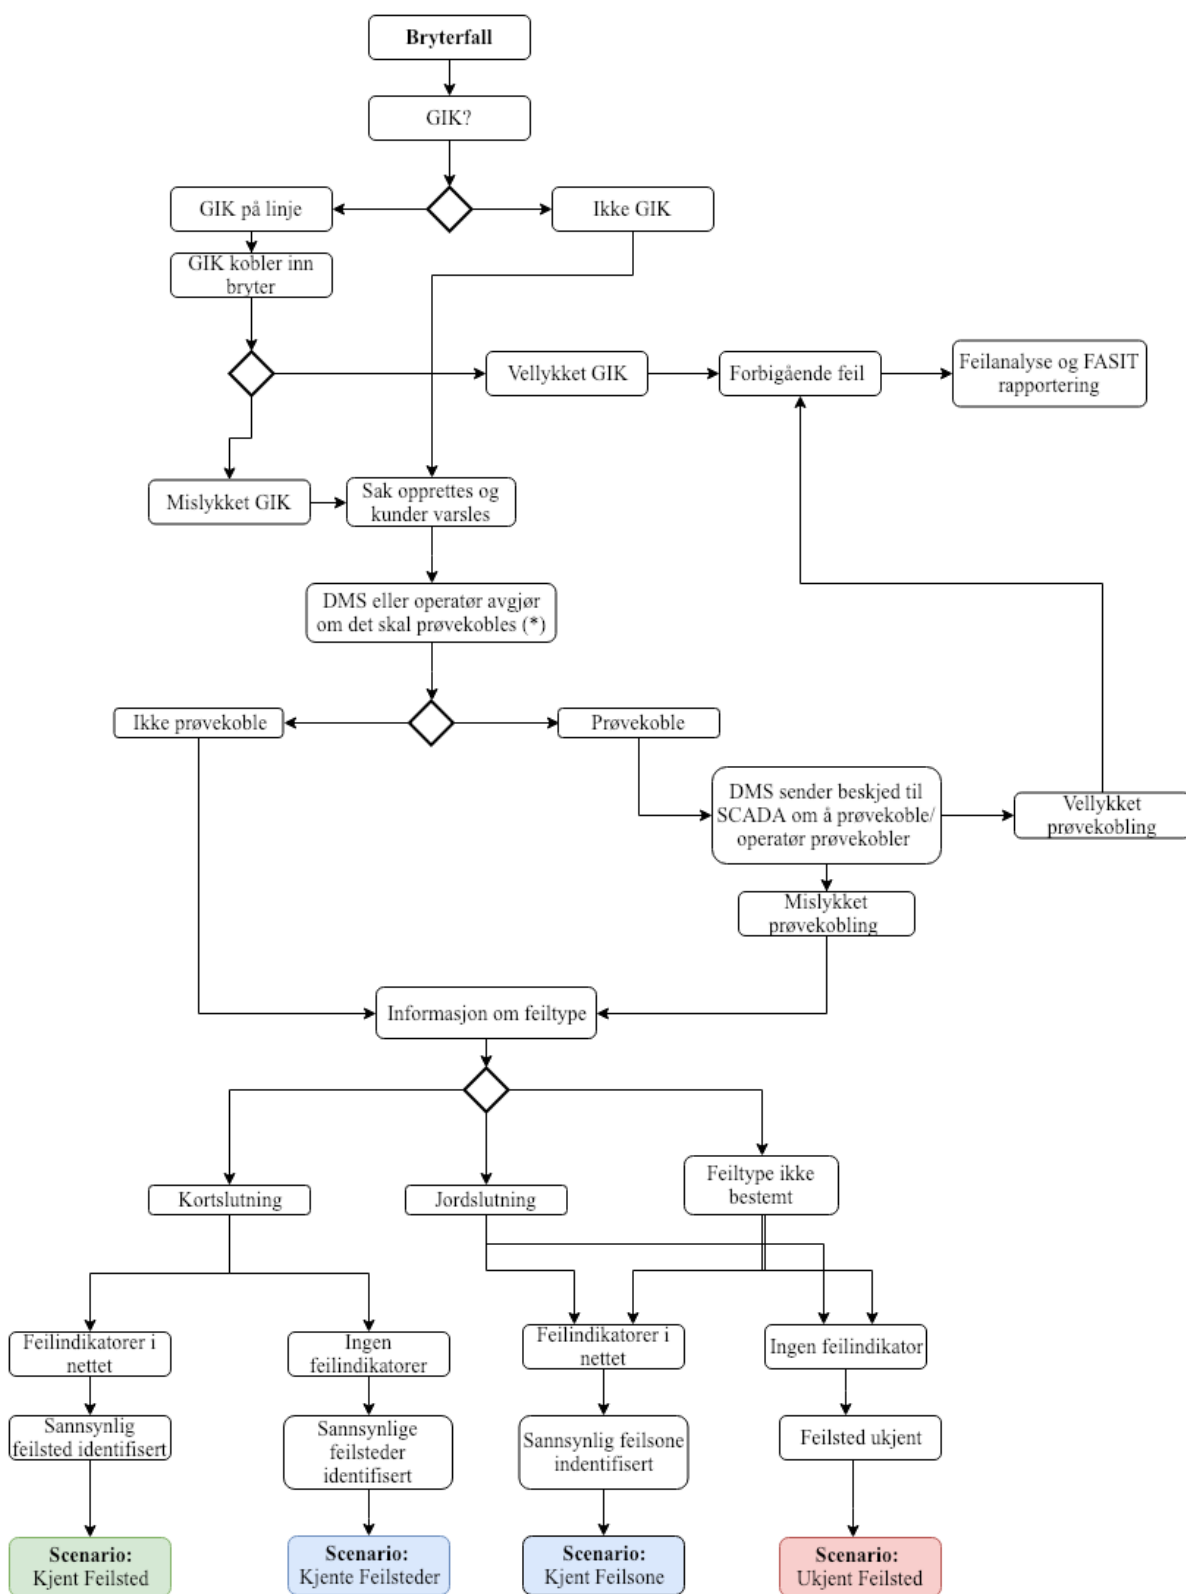 Bryterfall
GIK?
GIK på linje
Ikke GIK
GIK kobler inn
bryter
Vellykket GIK
Forbigående feil
Feilanalyse og FASIT
rapportering
Mislykket GIK
Sak opprettes og
kunder varsles
DMS eller operatør avgjør
om det skal prøvekobles (*)
Ikke prøvekoble
Prøvekoble
DMS sender beskjed til
SCADA om å prøvekoble/
operatør prøvekobler
Vellykket
prøvekobling
Mislykket
prøvekobling
Informasjon om feiltype
Kortslutning
Jordslutning
Feiltype ikke
bestemt
Feilindikatorer i
nettet
Ingen
feilindikatorer
Feilindikatorer i
nettet
Ingen feilindikator
Sannsynlig
feilsted identifisert
Sannsynlige
feilsteder
identifisert
Sannsynlig feilsone
indentifisert
Feilsted ukjent
Scenario:
Kjent Feilsted
Scenario:
Kjente Feilsteder
Scenario:
Kjent Feilsone
Scenario:
Ukjent Feilsted